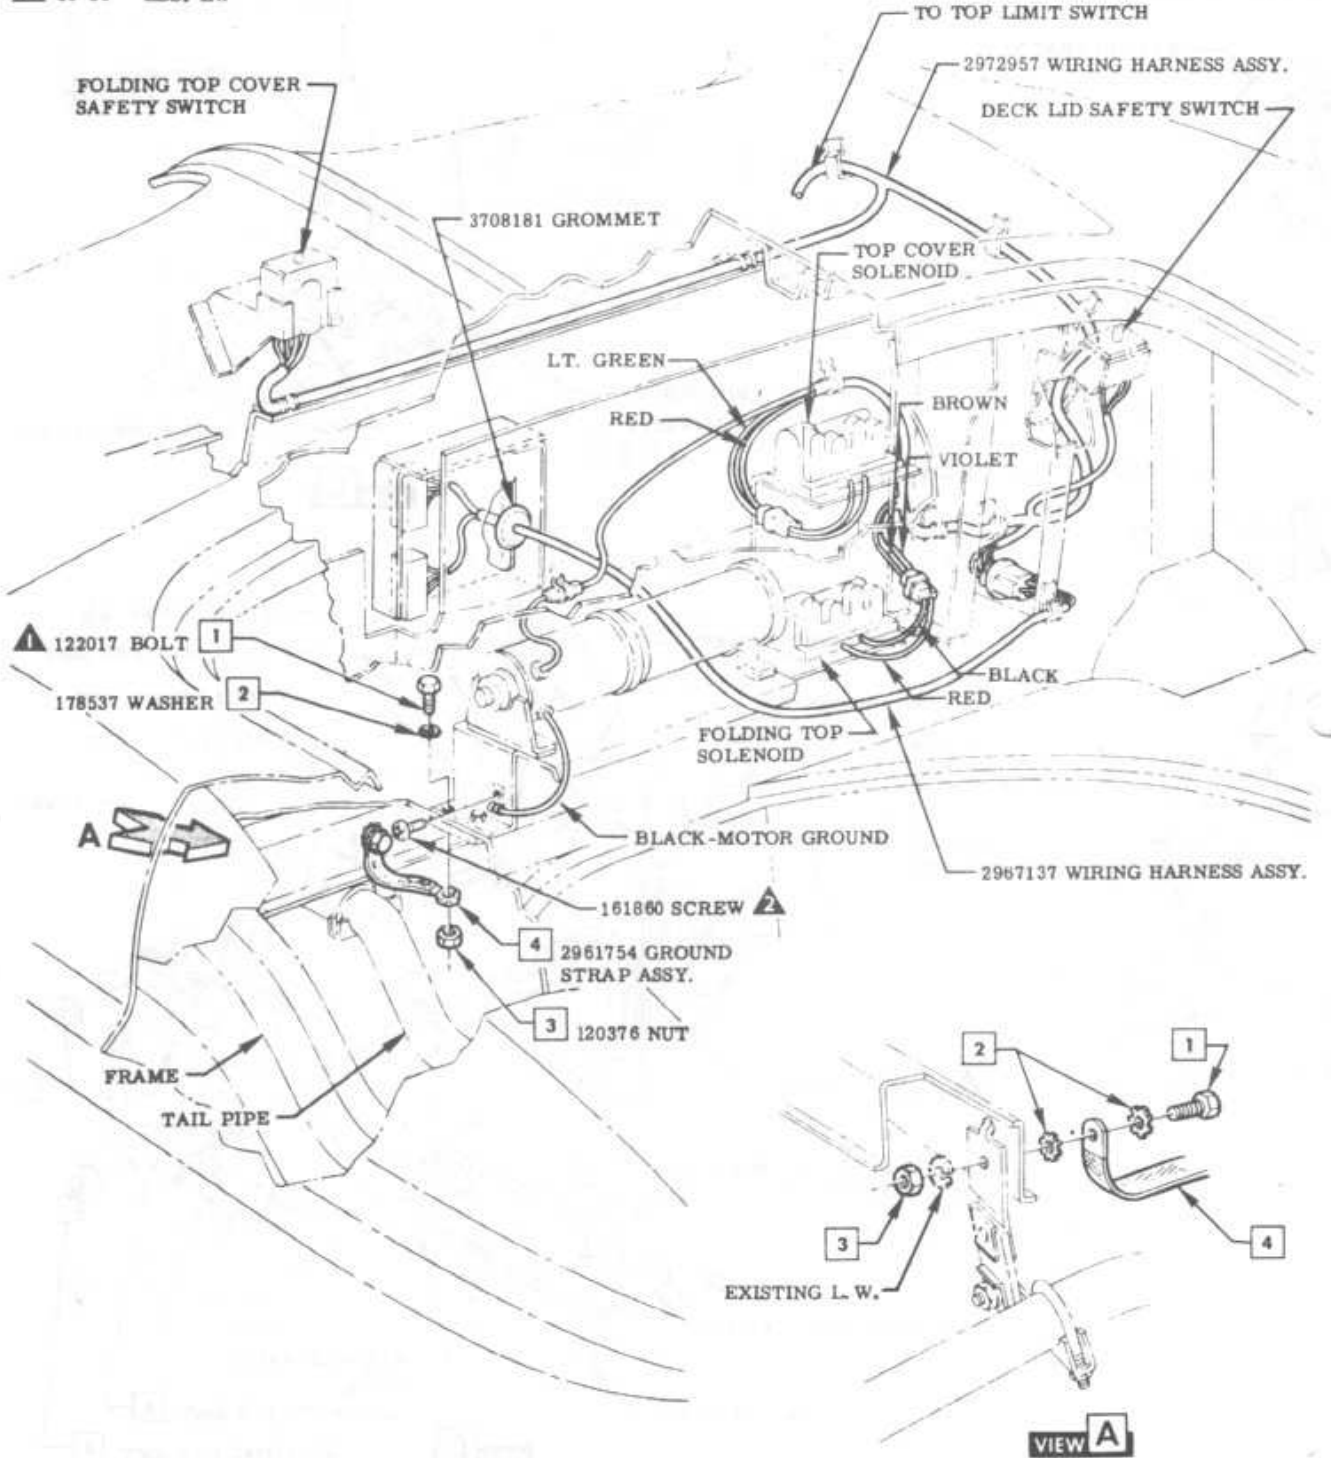 TO TOP LIMIT SWITCH
2972957 WIRING HARNESS ASSY.
FOLDING TOP COVER
SAFETY SWITCH
DECK LID SAFETY SWITCH
3708181 GROMMET
TOP COVER
SOLENOID
LT. GREEN
RED
BROWN
VIOLET
1 122017 BOLT 1
178537 WASHER 2
BLACK
RED
FOLDING TOP
SOLENOID
A
BLACK-MOTOR GROUND
2967137 WIRING HARNESS ASSY.
161860 SCREW 2
4 2961754 GROUND
STRAP ASSY.
3 120376 NUT
FRAME
TAIL PIPE
2
1
3
4
EXISTING L.W.
VIEW A